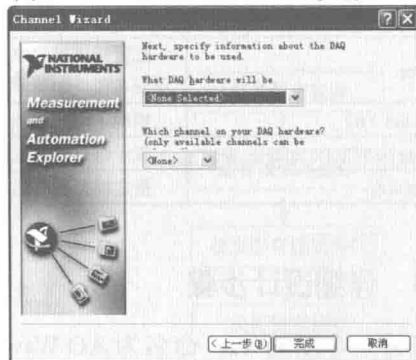 Channel Wizard
NATIONAL
INSTRUMENTS
Measurement
and
Automation
Explorer
Next, specify information about the DAQ
hardware to be used.
What DAQ hardware will be
<None Selected>
Which channel on your DAQ hardware?
(only available channels can be
<None>
<上一步(B)
完成
取消